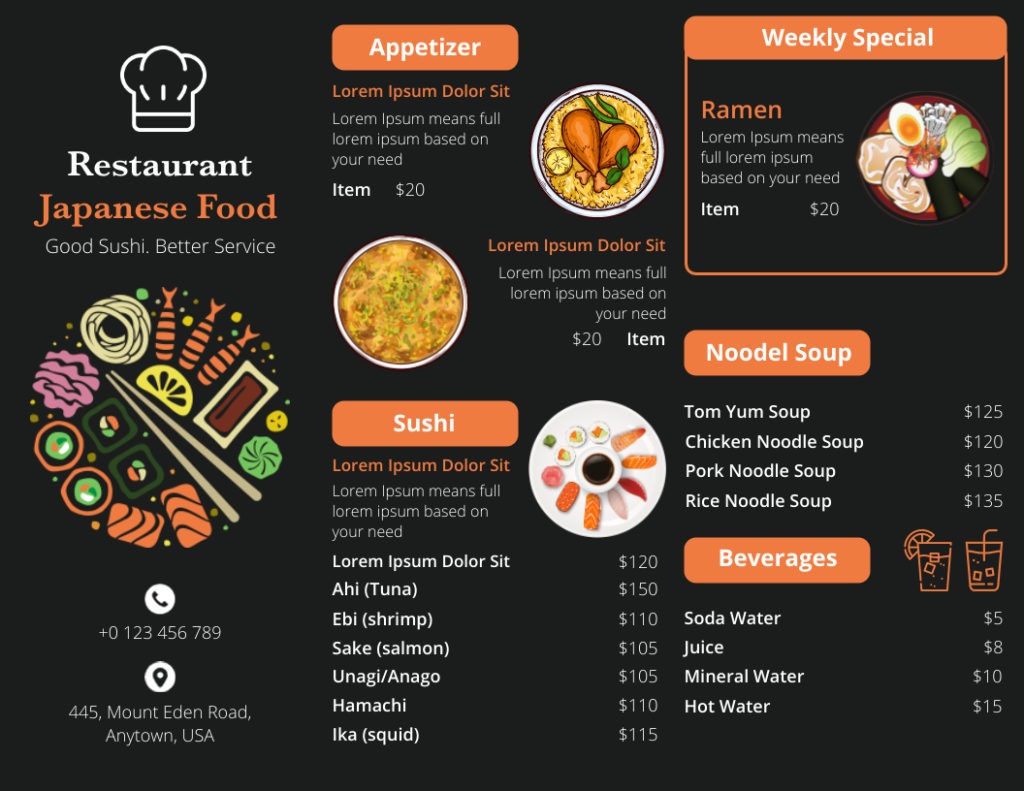 Restaurant
Japanese Food
Good Sushi. Better Service
+0 123 456 789
445, Mount Eden Road,
Anytown, USA
Appetizer
Lorem Ipsum Dolor Sit
Lorem Ipsum means full
lorem ipsum based on
your need
Item $20
Lorem Ipsum Dolor Sit
Lorem Ipsum means full
lorem ipsum based on
your need
$20 Item
Sushi
Lorem Ipsum Dolor Sit
Lorem Ipsum means full
lorem ipsum based on
your need
Lorem Ipsum Dolor Sit $120
Ahi (Tuna) $150
Ebi (shrimp) $110
Sake (salmon) $105
Unagi/Anago $105
Hamachi $110
Ika (squid) $115
Weekly Special
Ramen
Lorem Ipsum means
full lorem ipsum
based on your need
Item $20
Noodel Soup
Tom Yum Soup $125
Chicken Noodle Soup $120
Pork Noodle Soup $130
Rice Noodle Soup $135
Beverages
Soda Water $5
Juice $8
Mineral Water $10
Hot Water $15